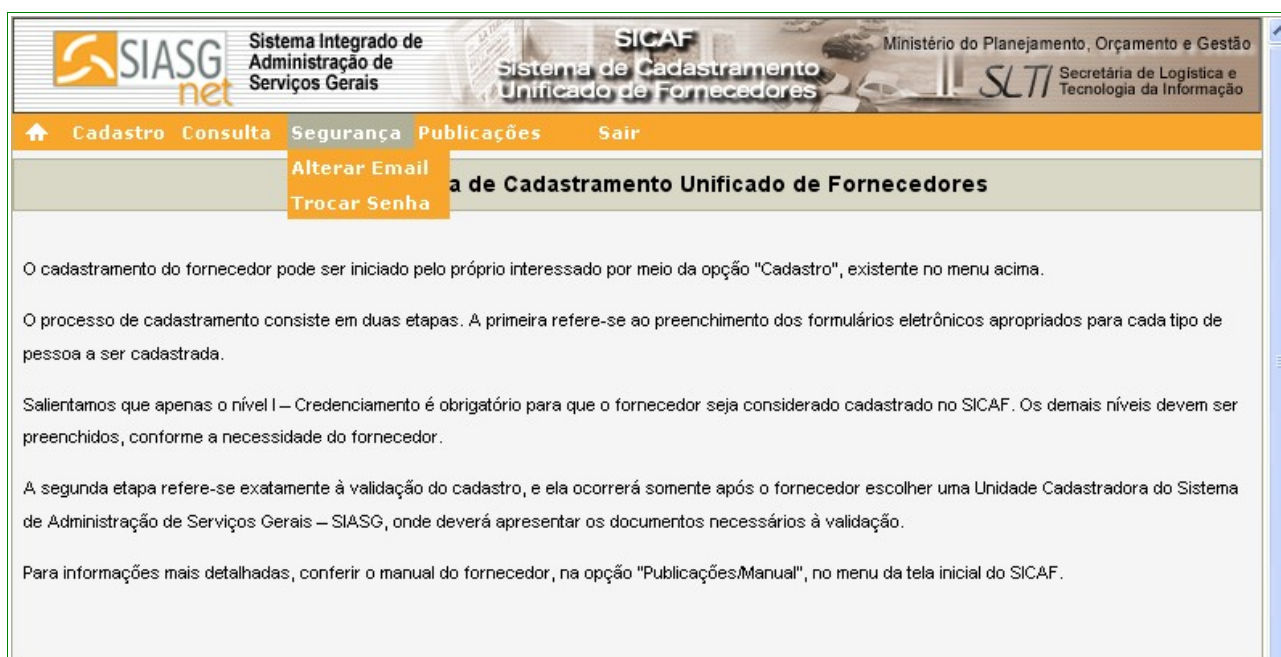 SIASG
net
Sistema Integrado de
Administração de
Serviços Gerais
SICAF
Sistema de Cadastramento
Unificado de Fornecedores
Ministério do Planejamento, Orçamento e Gestão
SLTI
Secretária de Logística e
Tecnologia da Informação
Cadastro Consulta Segurança Publicações Sair
Alterar Email
Trocar Senha
a de Cadastramento Unificado de Fornecedores
O cadastramento do fornecedor pode ser iniciado pelo próprio interessado por meio da opção "Cadastro", existente no menu acima.
O processo de cadastramento consiste em duas etapas. A primeira refere-se ao preenchimento dos formulários eletrônicos apropriados para cada tipo de
pessoa a ser cadastrada.
Salientamos que apenas o nível I – Credenciamento é obrigatório para que o fornecedor seja considerado cadastrado no SICAF. Os demais níveis devem ser
preenchidos, conforme a necessidade do fornecedor.
A segunda etapa refere-se exatamente à validação do cadastro, e ela ocorrerá somente após o fornecedor escolher uma Unidade Cadastradora do Sistema
de Administração de Serviços Gerais – SIASG, onde deverá apresentar os documentos necessários à validação.
Para informações mais detalhadas, conferir o manual do fornecedor, na opção "Publicações/Manual", no menu da tela inicial do SICAF.